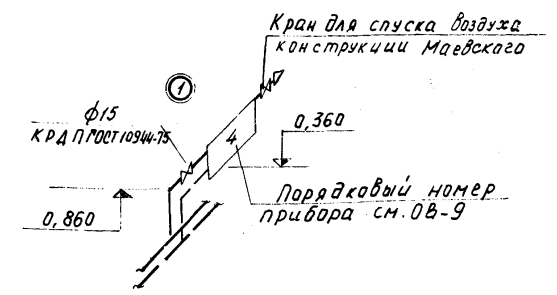 Кран для спуска воздуха
конструкции Маевского
1
ф15
КРДП ГОСТ 10944-75
4
0,360
Порядковый номер
прибора см. ОВ-9
0,860